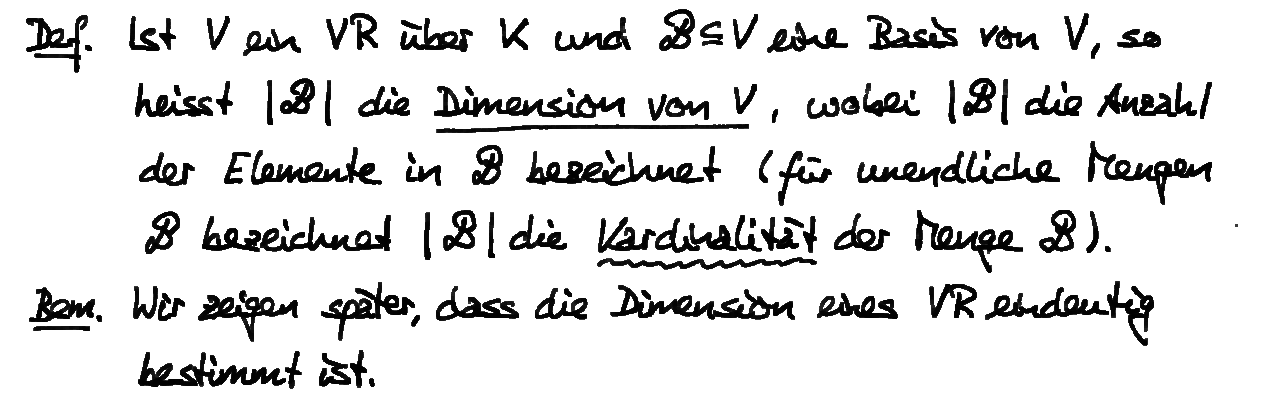 Def. Ist V ein VR über K und ℬ⊆V eine Basis von V, so
heisst |ℬ| die Dimension von V, wobei |ℬ| die Anzahl
der Elemente in ℬ bezeichnet (für unendliche Mengen
ℬ bezeichnet |ℬ| die Kardinalität der Menge ℬ).
Bem. Wir zeigen später, dass die Dimension eines VR eindeutig
bestimmt ist.